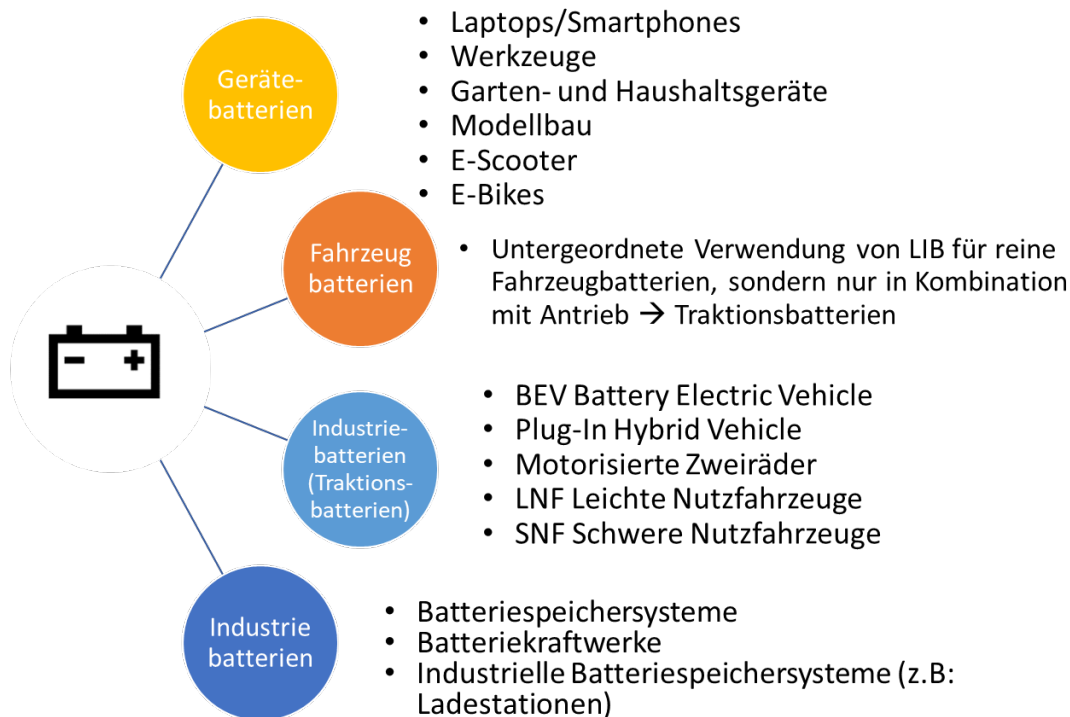 Geräte-
batterien
• Laptops/Smartphones
• Werkzeuge
• Garten- und Haushaltsgeräte
• Modellbau
• E-Scooter
• E-Bikes
Fahrzeug
batterien
• Untergeordnete Verwendung von LIB für reine
Fahrzeugbatterien, sondern nur in Kombination
mit Antrieb → Traktionsbatterien
Industrie-
batterien
(Traktions-
batterien)
• BEV Battery Electric Vehicle
• Plug-In Hybrid Vehicle
• Motorisierte Zweiräder
• LNF Leichte Nutzfahrzeuge
• SNF Schwere Nutzfahrzeuge
Industrie
batterien
• Batteriespeichersysteme
• Batteriekraftwerke
• Industrielle Batteriespeichersysteme (z.B:
Ladestationen)